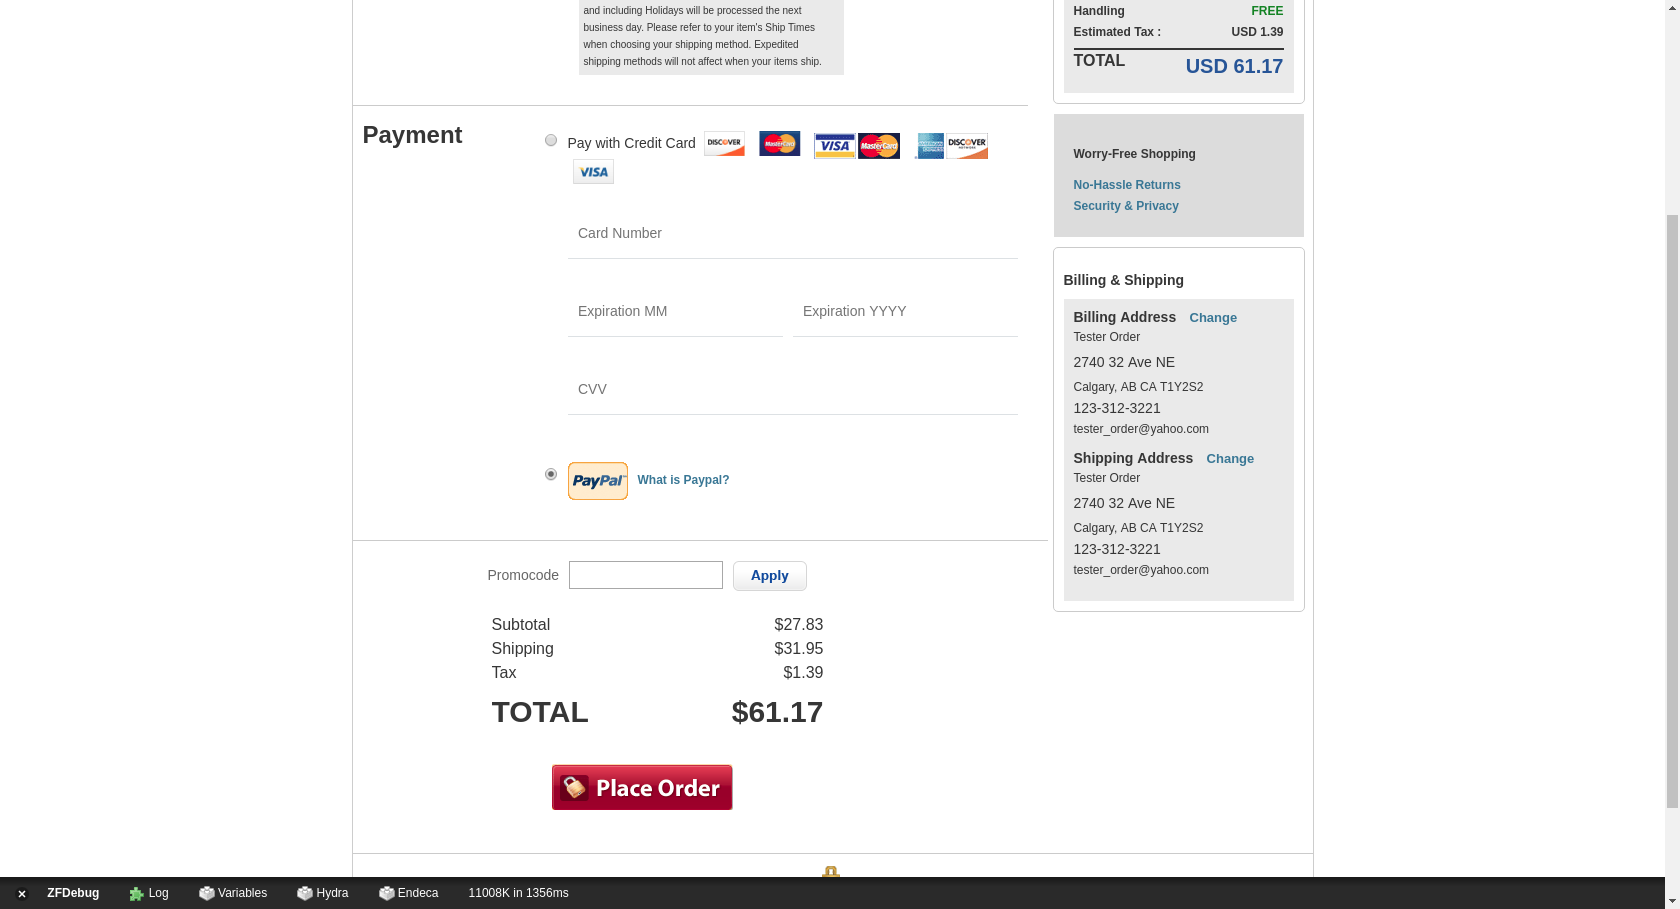 and including Holidays will be processed the next
business day. Please refer to your item's Ship Times
when choosing your shipping method. Expedited
shipping methods will not affect when your items ship.
Handling FREE
Estimated Tax : USD 1.39
TOTAL USD 61.17
Payment
Pay with Credit Card DISCOVER MasterCard VISA MasterCard AMERICAN EXPRESS DISCOVER NETWORK
VISA
Card Number
Expiration MM Expiration YYYY
CVV
PayPal What is Paypal?
Worry-Free Shopping
No-Hassle Returns
Security & Privacy
Billing & Shipping
Billing Address Change
Tester Order
2740 32 Ave NE
Calgary, AB CA T1Y2S2
123-312-3221
tester_order@yahoo.com
Shipping Address Change
Tester Order
2740 32 Ave NE
Calgary, AB CA T1Y2S2
123-312-3221
tester_order@yahoo.com
Promocode Apply
Subtotal $27.83
Shipping $31.95
Tax $1.39
TOTAL $61.17
Place Order
ZFDebug Log Variables Hydra Endeca 11008K in 1356ms